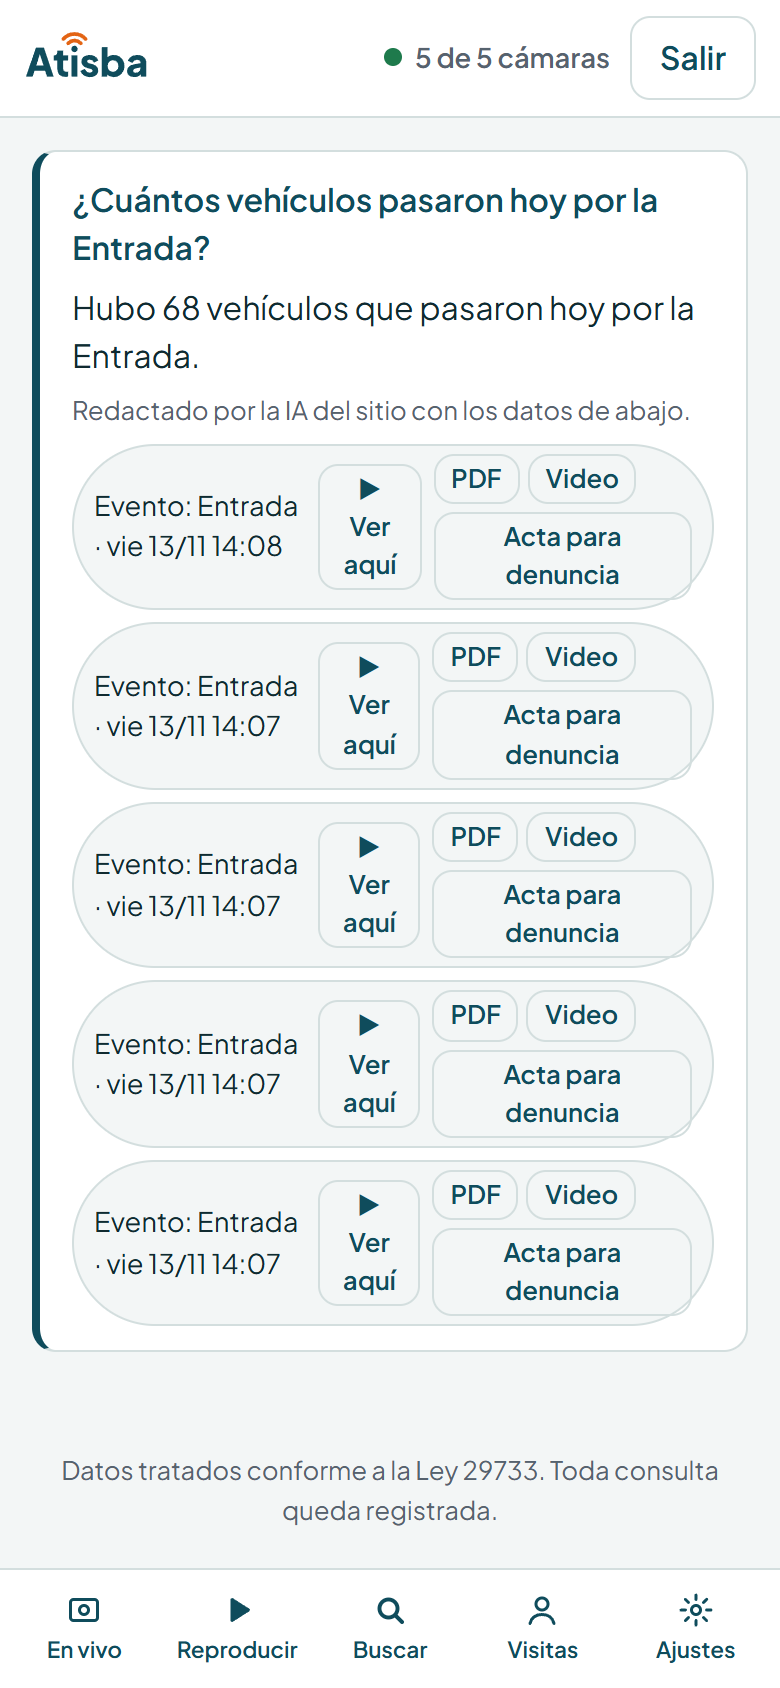 Atisba
5 de 5 cámaras
Salir
¿Cuántos vehículos pasaron hoy por la
Entrada?
Hubo 68 vehículos que pasaron hoy por la
Entrada.
Redactado por la IA del sitio con los datos de abajo.
Evento: Entrada
· vie 13/11 14:08
▶
Ver
aquí
PDF
Video
Acta para
denuncia
Evento: Entrada
· vie 13/11 14:07
▶
Ver
aquí
PDF
Video
Acta para
denuncia
Evento: Entrada
· vie 13/11 14:07
▶
Ver
aquí
PDF
Video
Acta para
denuncia
Evento: Entrada
· vie 13/11 14:07
▶
Ver
aquí
PDF
Video
Acta para
denuncia
Evento: Entrada
· vie 13/11 14:07
▶
Ver
aquí
PDF
Video
Acta para
denuncia
Datos tratados conforme a la Ley 29733. Toda consulta
queda registrada.
En vivo
Reproducir
Buscar
Visitas
Ajustes